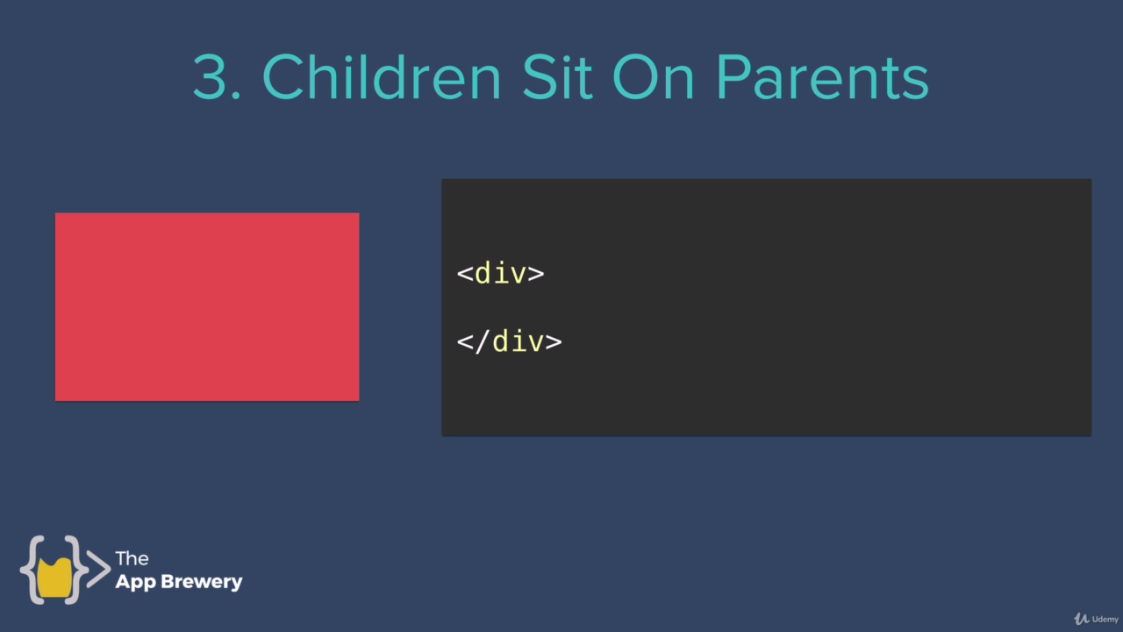 3. Children Sit On Parents
<div>
</div>
The
App Brewery
Udemy